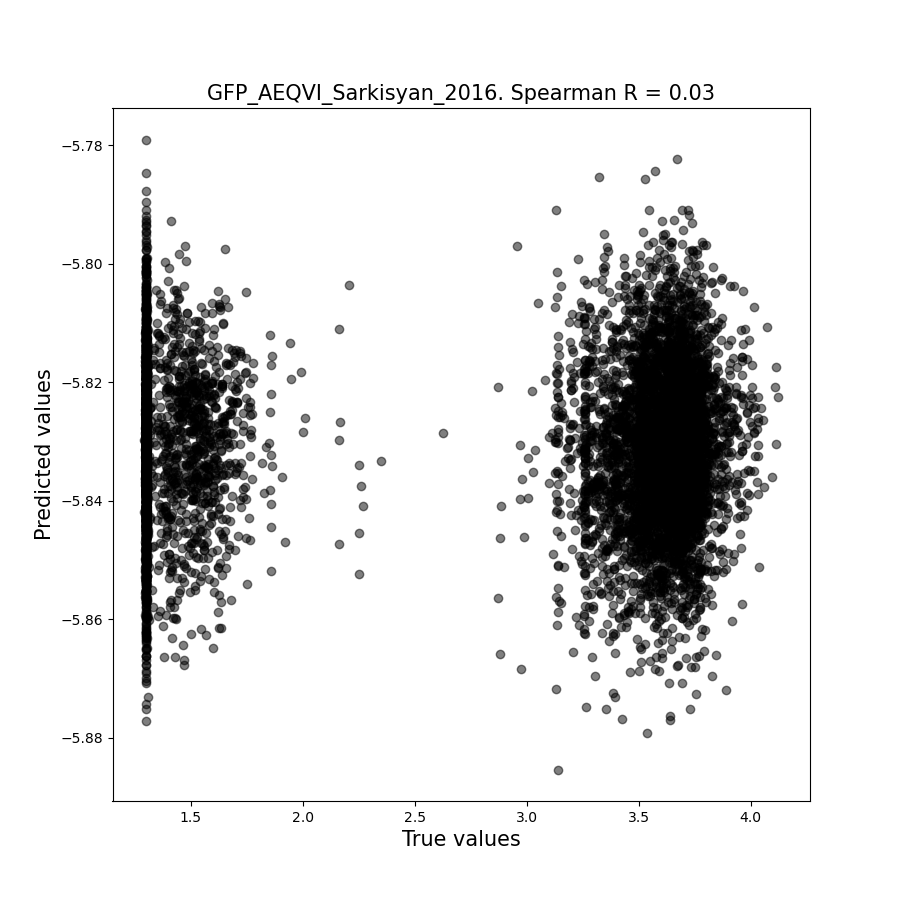 GFP_AEQVI_Sarkisyan_2016. Spearman R = 0.03
−5.78
−5.80
−5.82
−5.84
−5.86
−5.88
Predicted values
1.5 2.0 2.5 3.0 3.5 4.0
True values